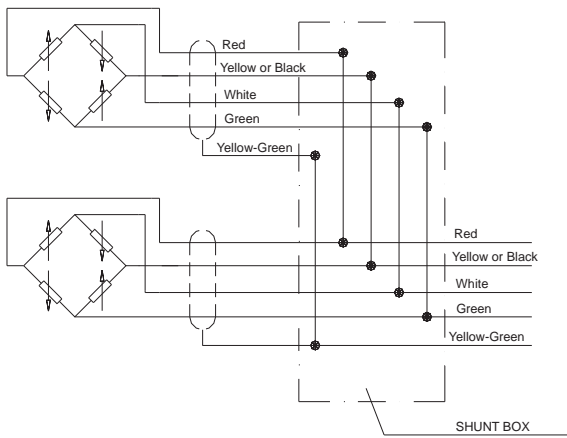 Red
Yellow or Black
White
Green
Yellow-Green
Red
Yellow or Black
White
Green
Yellow-Green
SHUNT BOX